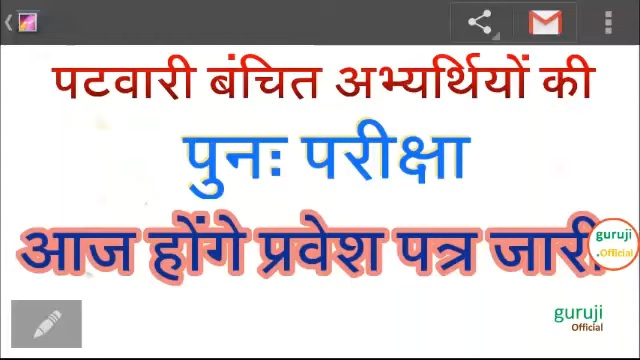 पटवारी बंचित अभ्यर्थियों की
पुनः परीक्षा
आज होंगे प्रवेश पत्र जारी
guruji
.Official
guruji
Official